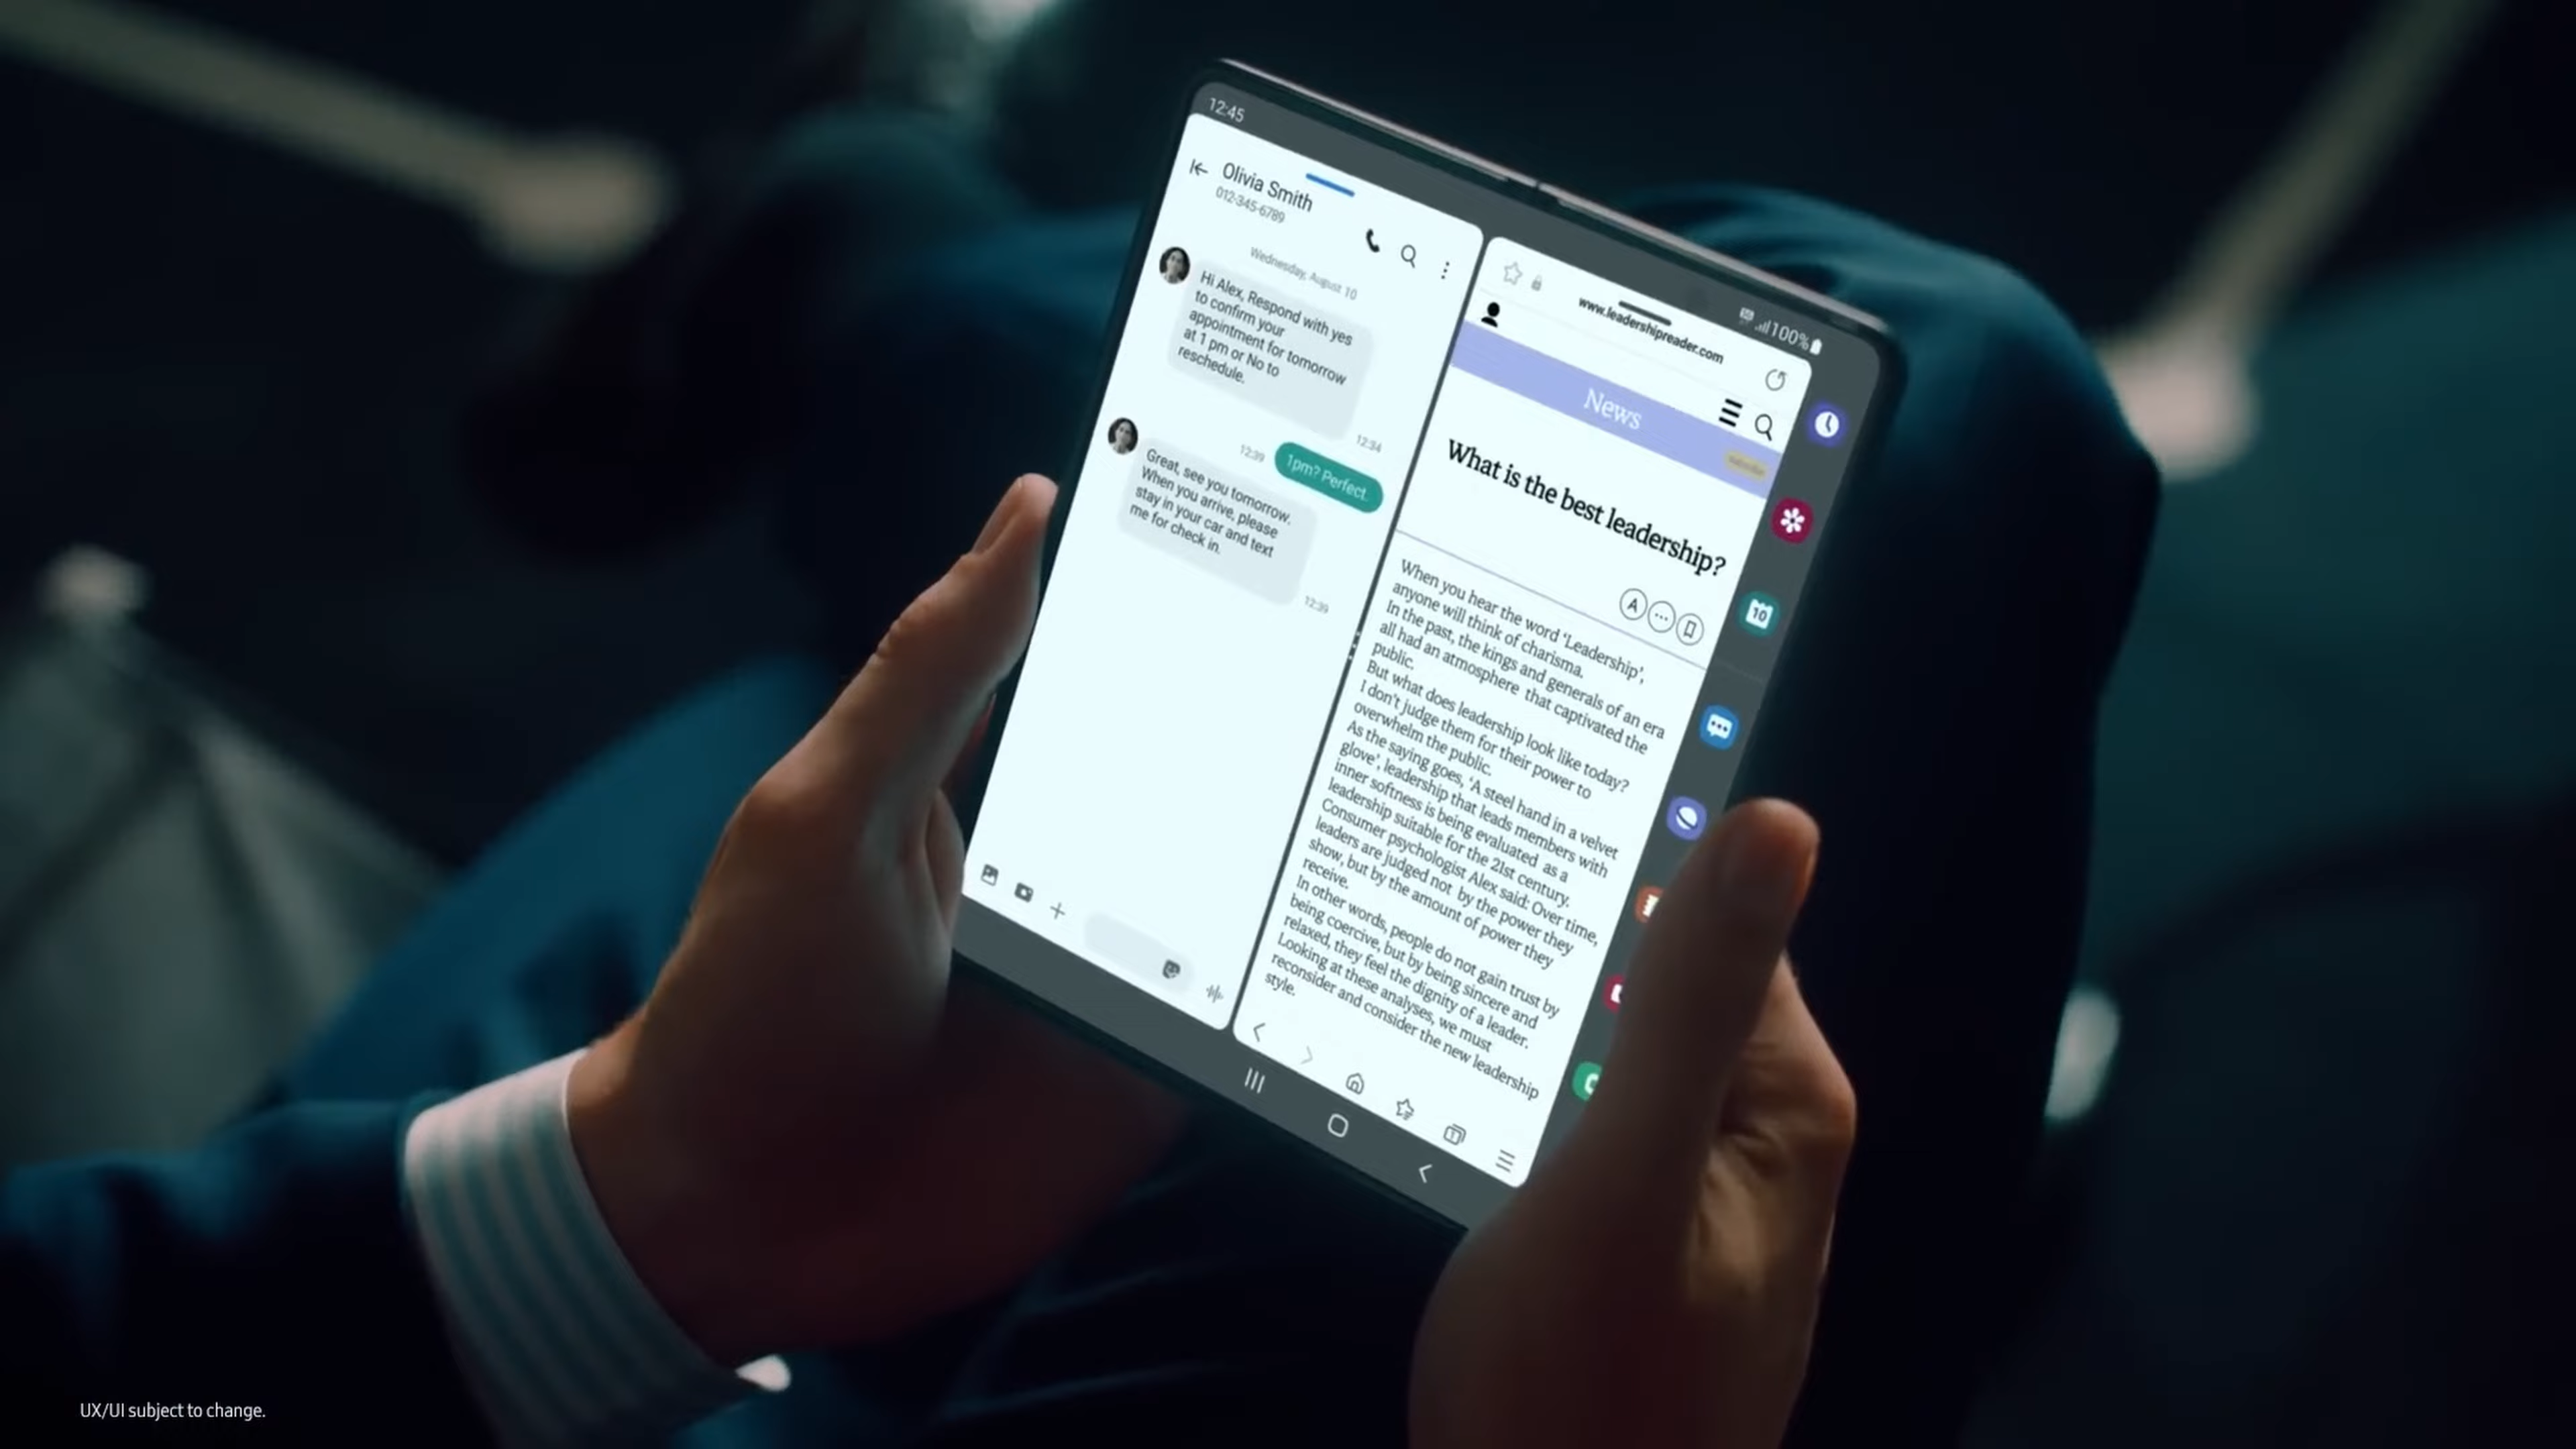 12:45
Olivia Smith
012-345-6789
Wednesday, August 10
Hi Alex, Respond with yes
to confirm your
appointment for tomorrow
at 1 pm or No to
reschedule.
12:34
12:39
1pm? Perfect.
Great, see you tomorrow.
When you arrive, please
stay in your car and text
me for check in.
12:39
100%
www.leadershipreader.com
News
What is the best leadership?
A
When you hear the word ‘Leadership’,
anyone will think of charisma.
In the past, the kings and generals of an era
all had an atmosphere that captivated the
public.
But what does leadership look like today?
I don't judge them for their power to
overwhelm the public.
As the saying goes, ‘A steel hand in a velvet
glove’, leadership that leads members with
inner softness is being evaluated as a
leadership suitable for the 21st century.
Consumer psychologist Alex said: Over time,
leaders are judged not by the power they
show, but by the amount of power they
receive.
In other words, people do not gain trust by
being coercive, but by being sincere and
relaxed, they feel the dignity of a leader.
Looking at these analyses, we must
reconsider and consider the new leadership
style.
10
UX/UI subject to change.